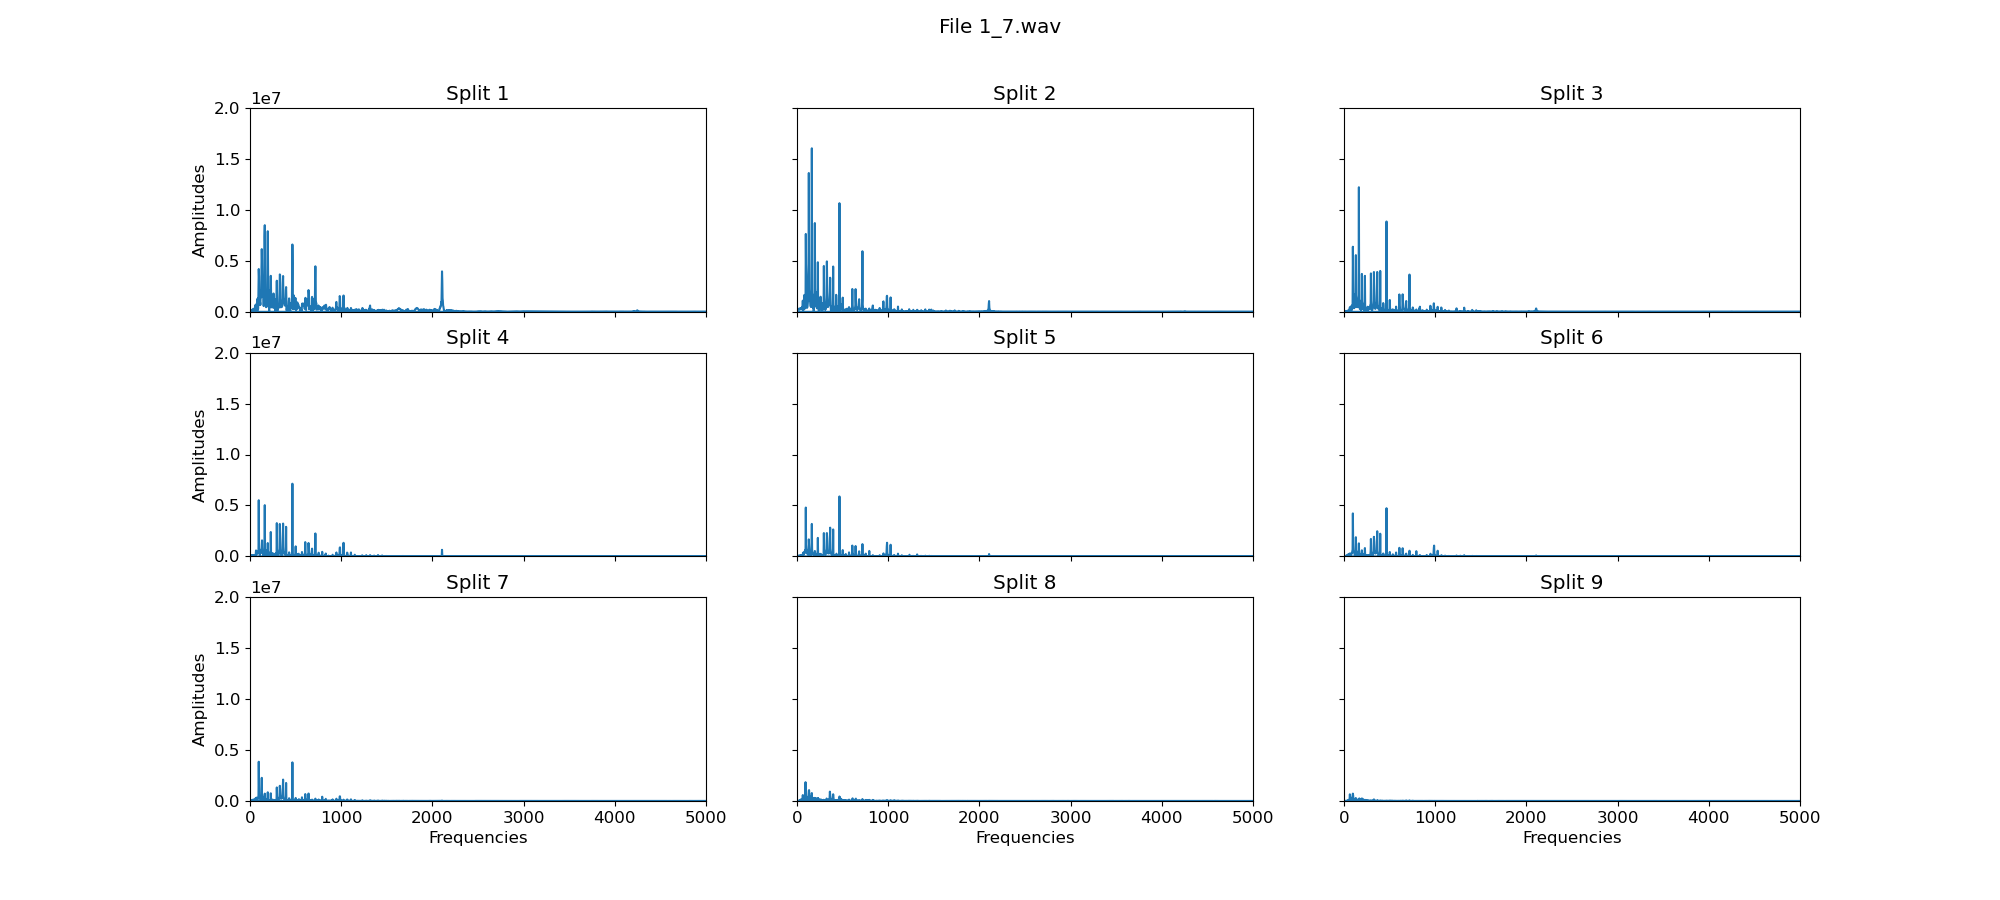 File 1_7.wav
Split 1
Split 2
Split 3
1e7
2.0
1.5
1.0
0.5
0.0
Amplitudes
Split 4
Split 5
Split 6
1e7
2.0
1.5
1.0
0.5
0.0
Amplitudes
Split 7
Split 8
Split 9
1e7
2.0
1.5
1.0
0.5
0.0
Amplitudes
0 1000 2000 3000 4000 5000
0 1000 2000 3000 4000 5000
0 1000 2000 3000 4000 5000
Frequencies
Frequencies
Frequencies